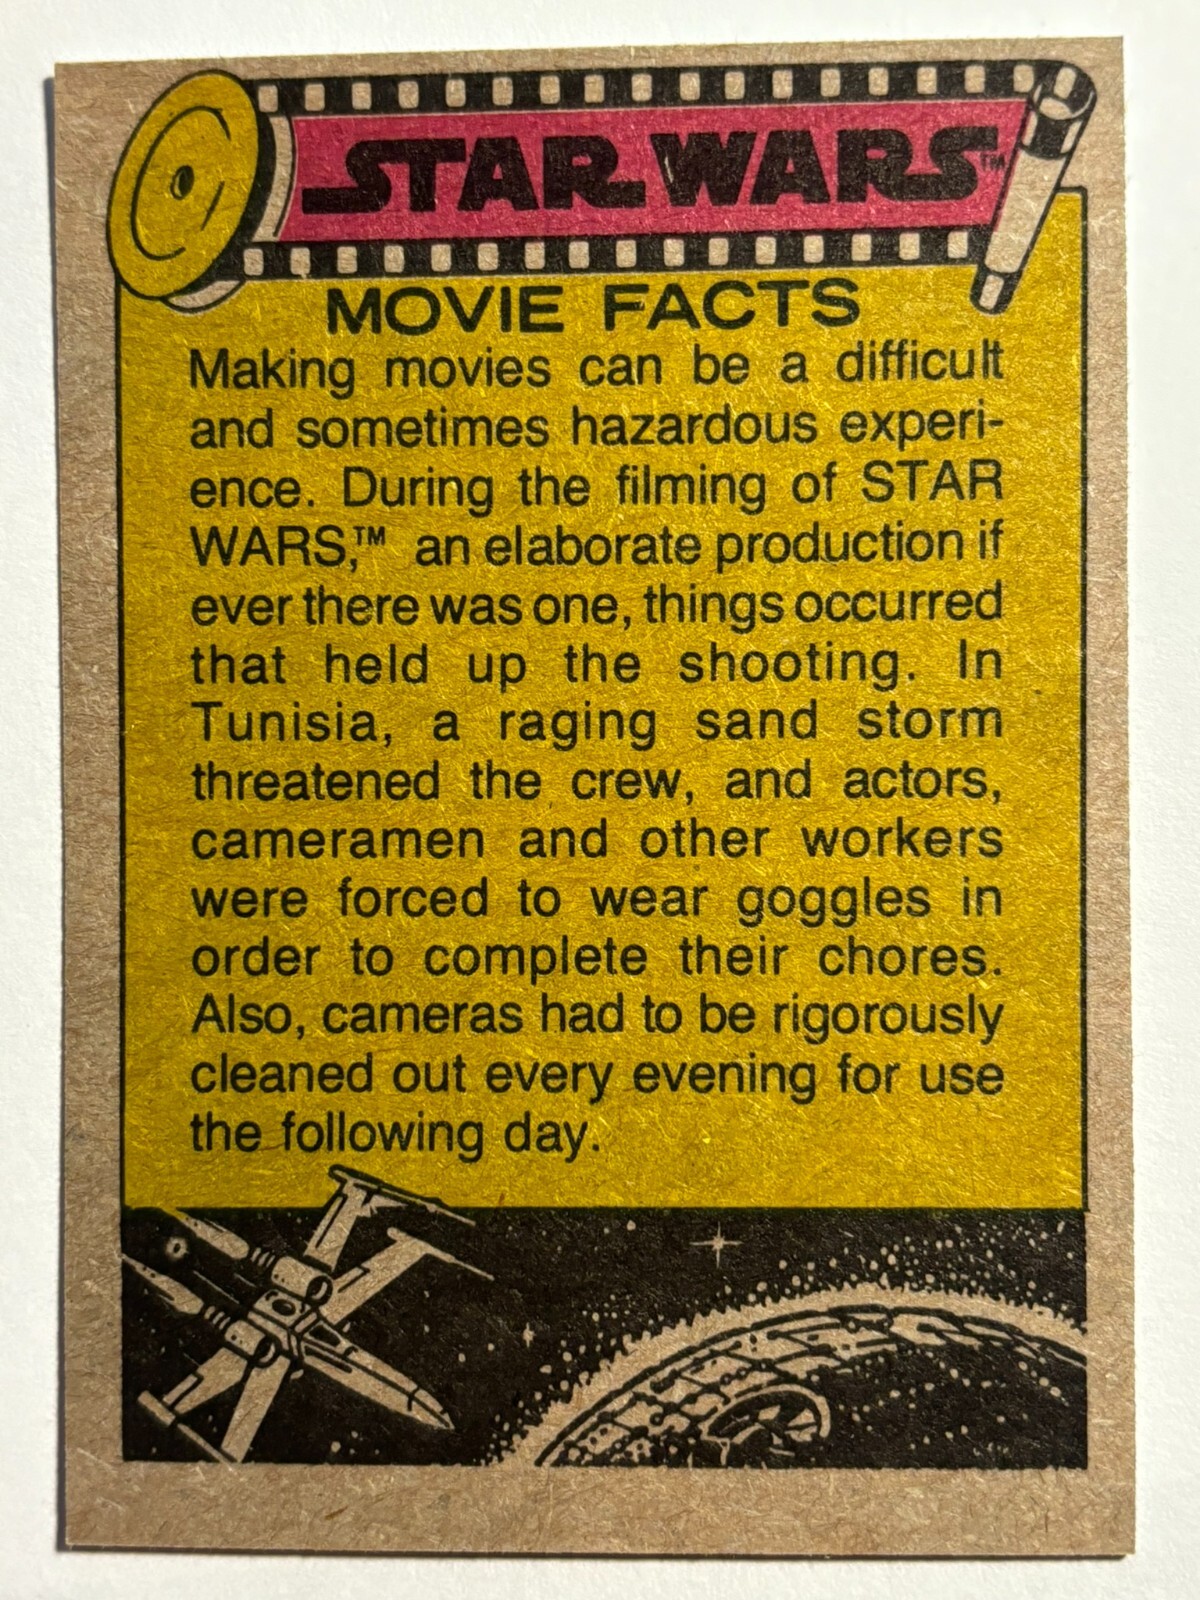 STAR WARS™
MOVIE FACTS
Making movies can be a difficult
and sometimes hazardous experi-
ence. During the filming of STAR
WARS,™ an elaborate production if
ever there was one, things occurred
that held up the shooting. In
Tunisia, a raging sand storm
threatened the crew, and actors,
cameramen and other workers
were forced to wear goggles in
order to complete their chores.
Also, cameras had to be rigorously
cleaned out every evening for use
the following day.